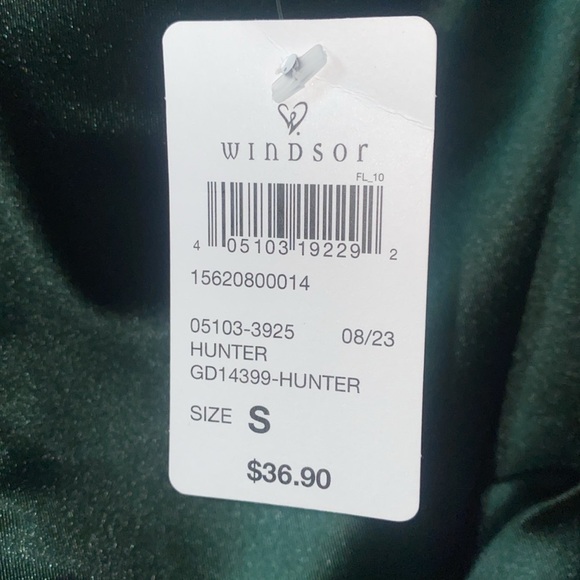 WINDSOR
FL_10
4 05103 19229 2
15620800014
05103-3925 08/23
HUNTER
GD14399-HUNTER
SIZE S
$36.90